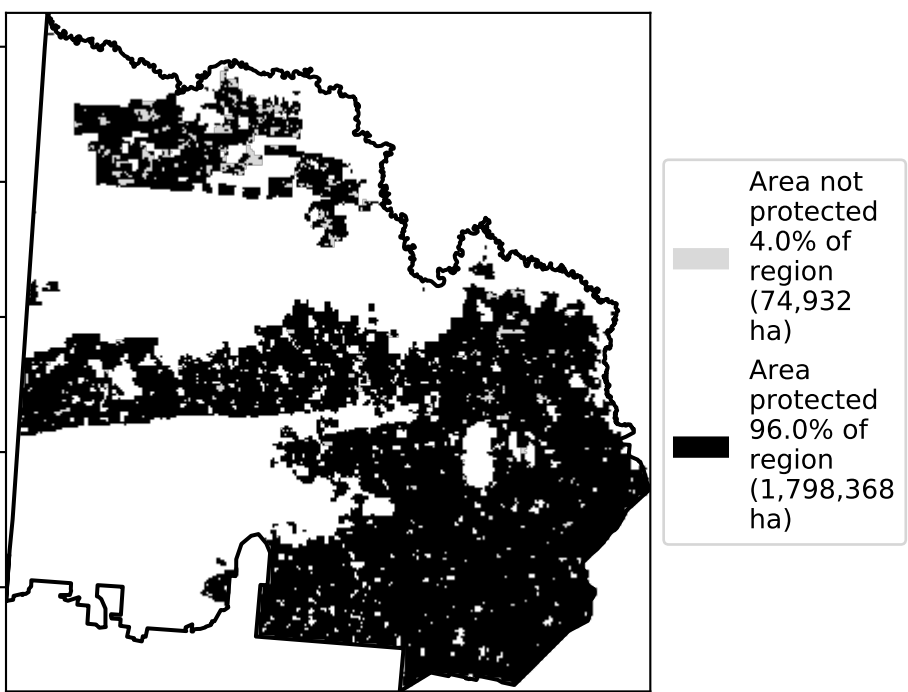 Area not
protected
4.0% of
region
(74,932
ha)
Area
protected
96.0% of
region
(1,798,368
ha)